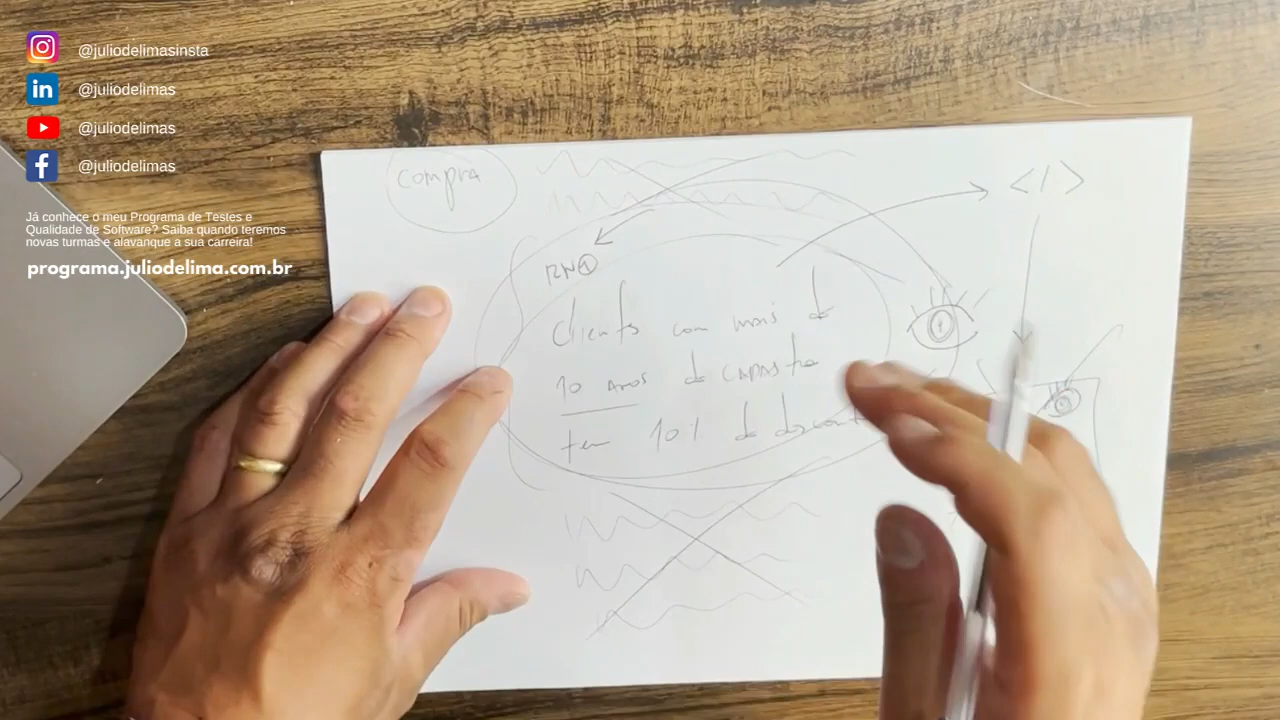 @juliodelimasinsta
@juliodelimas
@juliodelimas
@juliodelimas
Já conhece o meu Programa de Testes e
Qualidade de Software? Saiba quando teremos
novas turmas e alavanque a sua carreira!
programa.juliodelima.com.br
compra
</>
RN1
Clientes com mais de
10 anos de cadastro
tem 10% de desconto